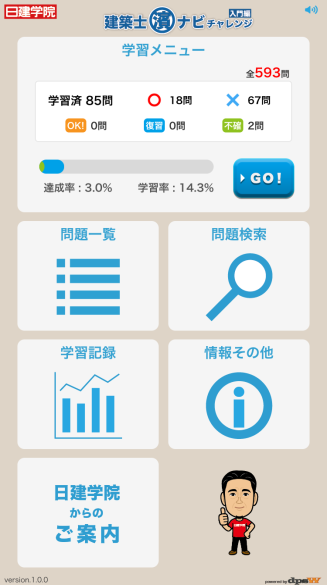 日建学院
建築士 濱 ナビ 入門編 チャレンジ
学習メニュー
全593問
学習済 85問 18問 67問
OK! 0問 復習 0問 不確 2問
達成率 : 3.0% 学習率 : 14.3%
GO!
問題一覧 問題検索
学習記録 情報その他
日建学院
からの
ご案内
version.1.0.0
powered by